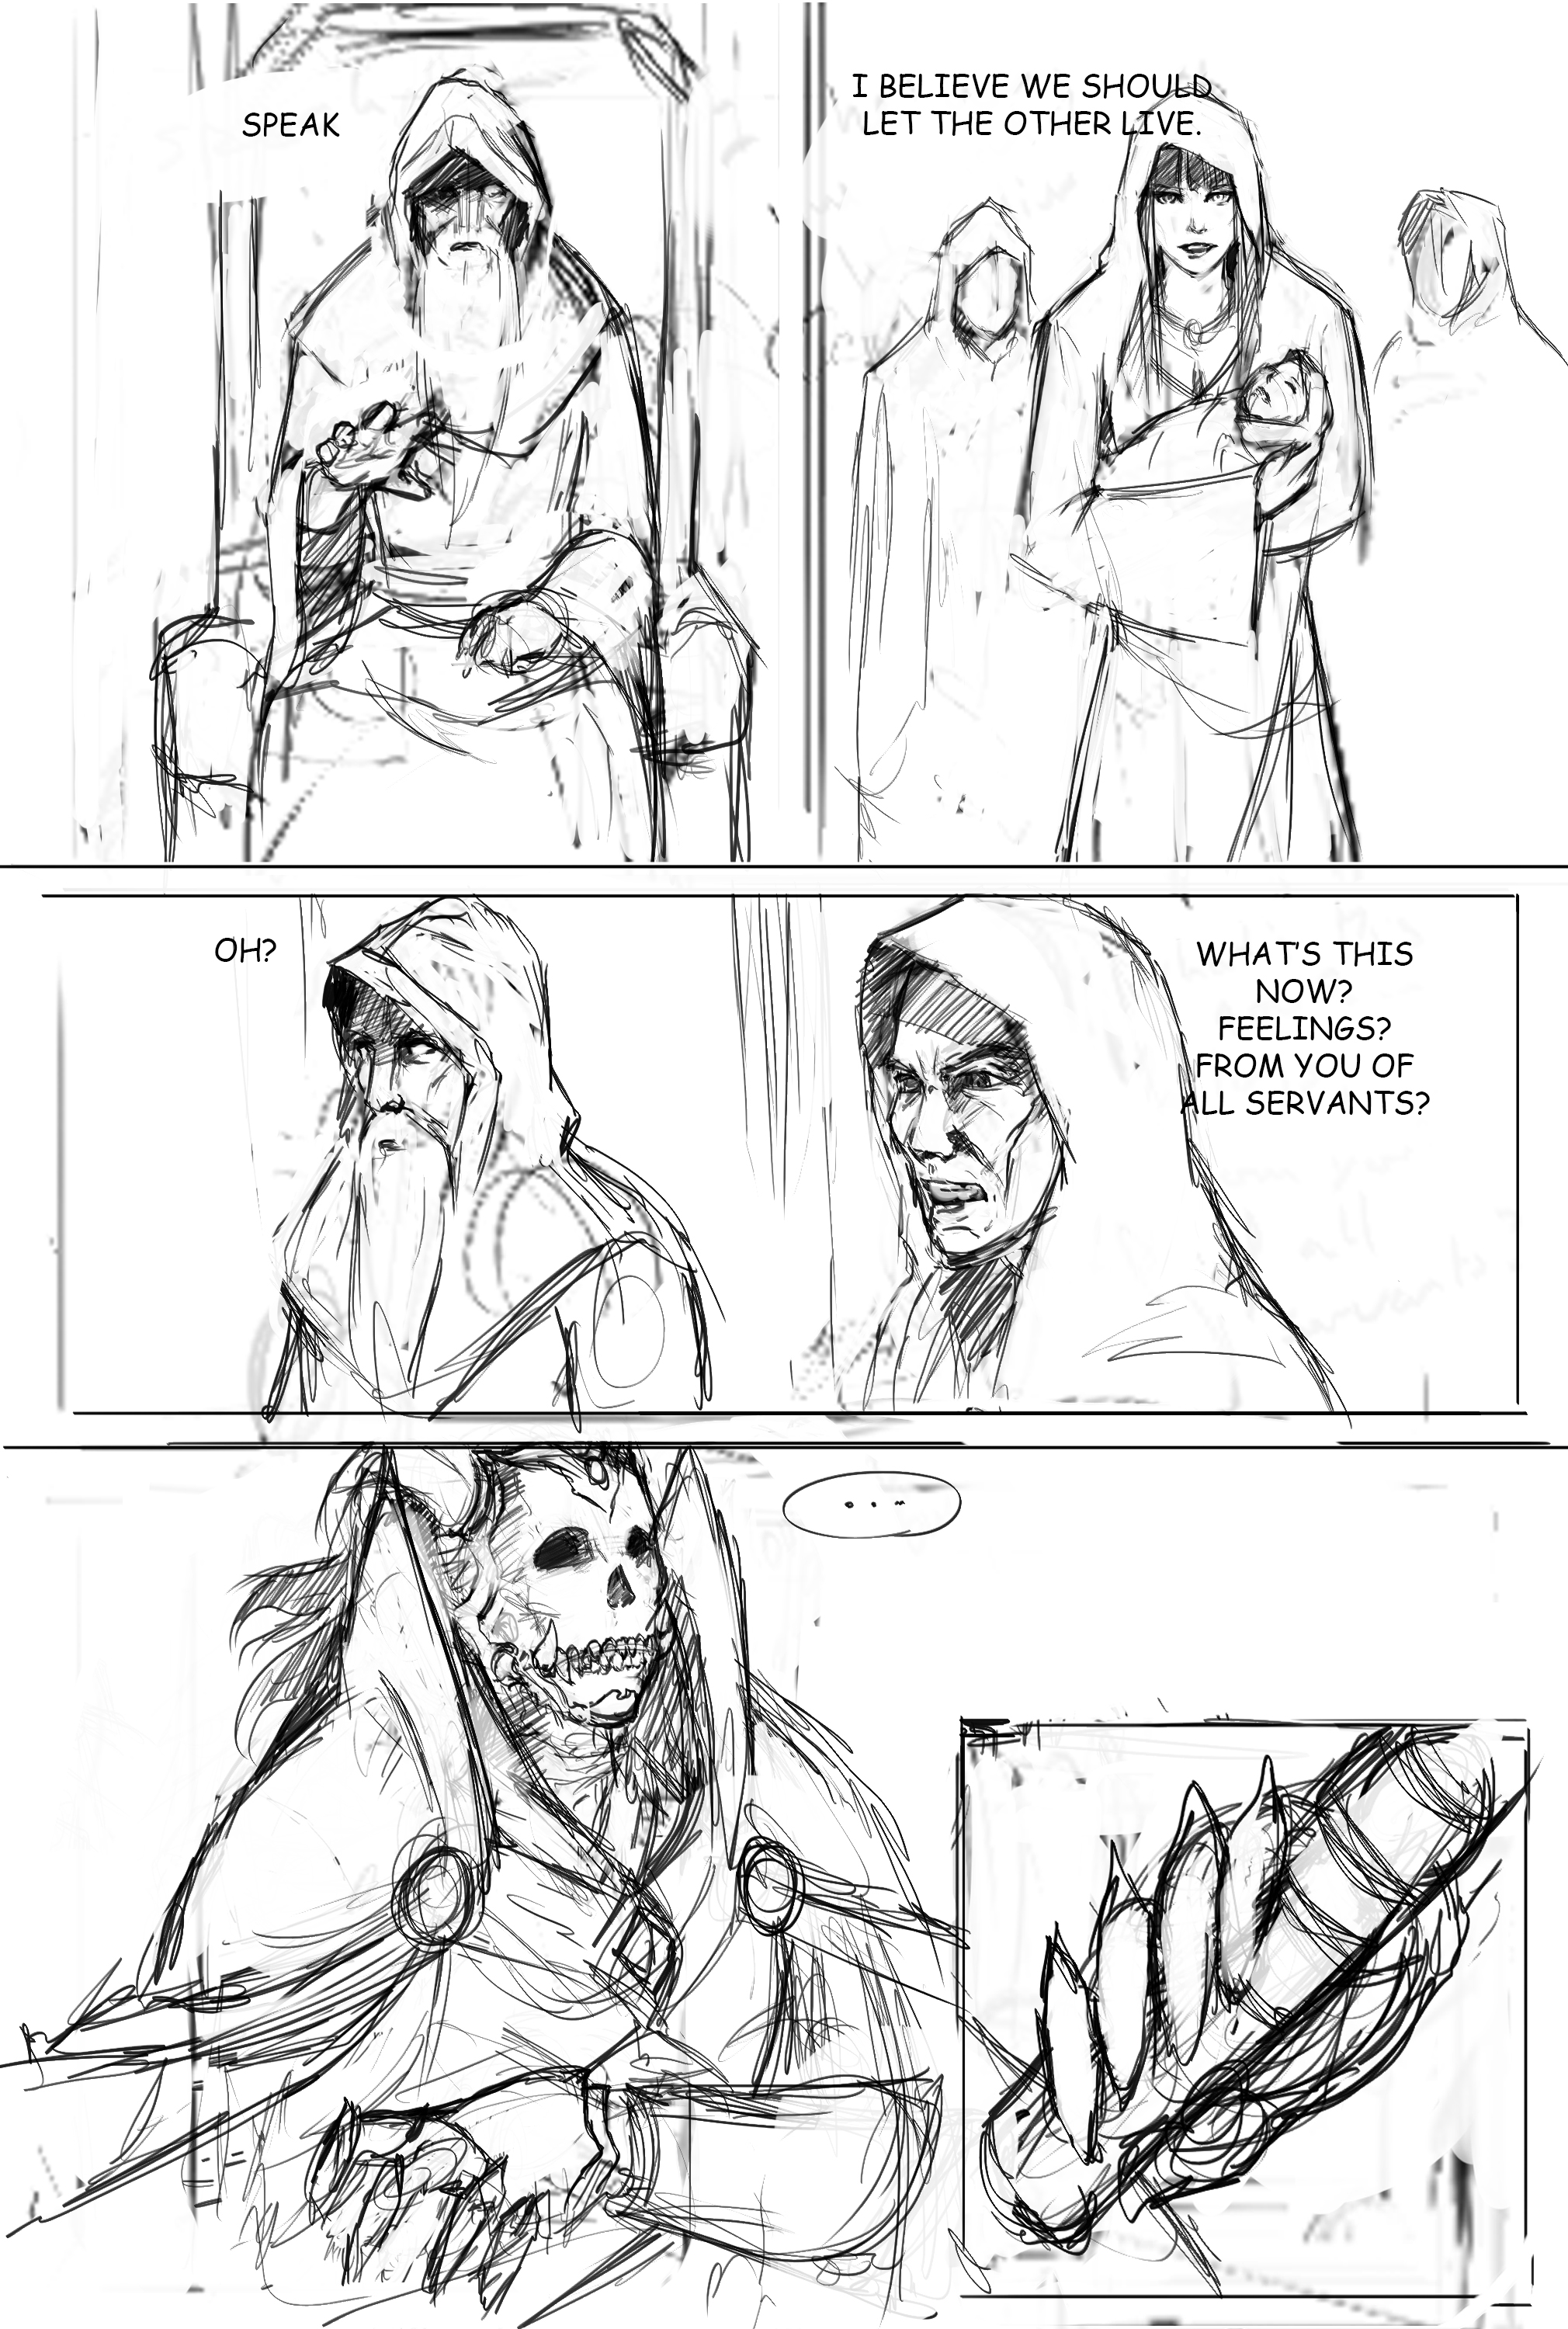 SPEAK
I BELIEVE WE SHOULD
LET THE OTHER LIVE.
OH?
WHAT'S THIS
NOW?
FEELINGS?
FROM YOU OF
ALL SERVANTS?
...